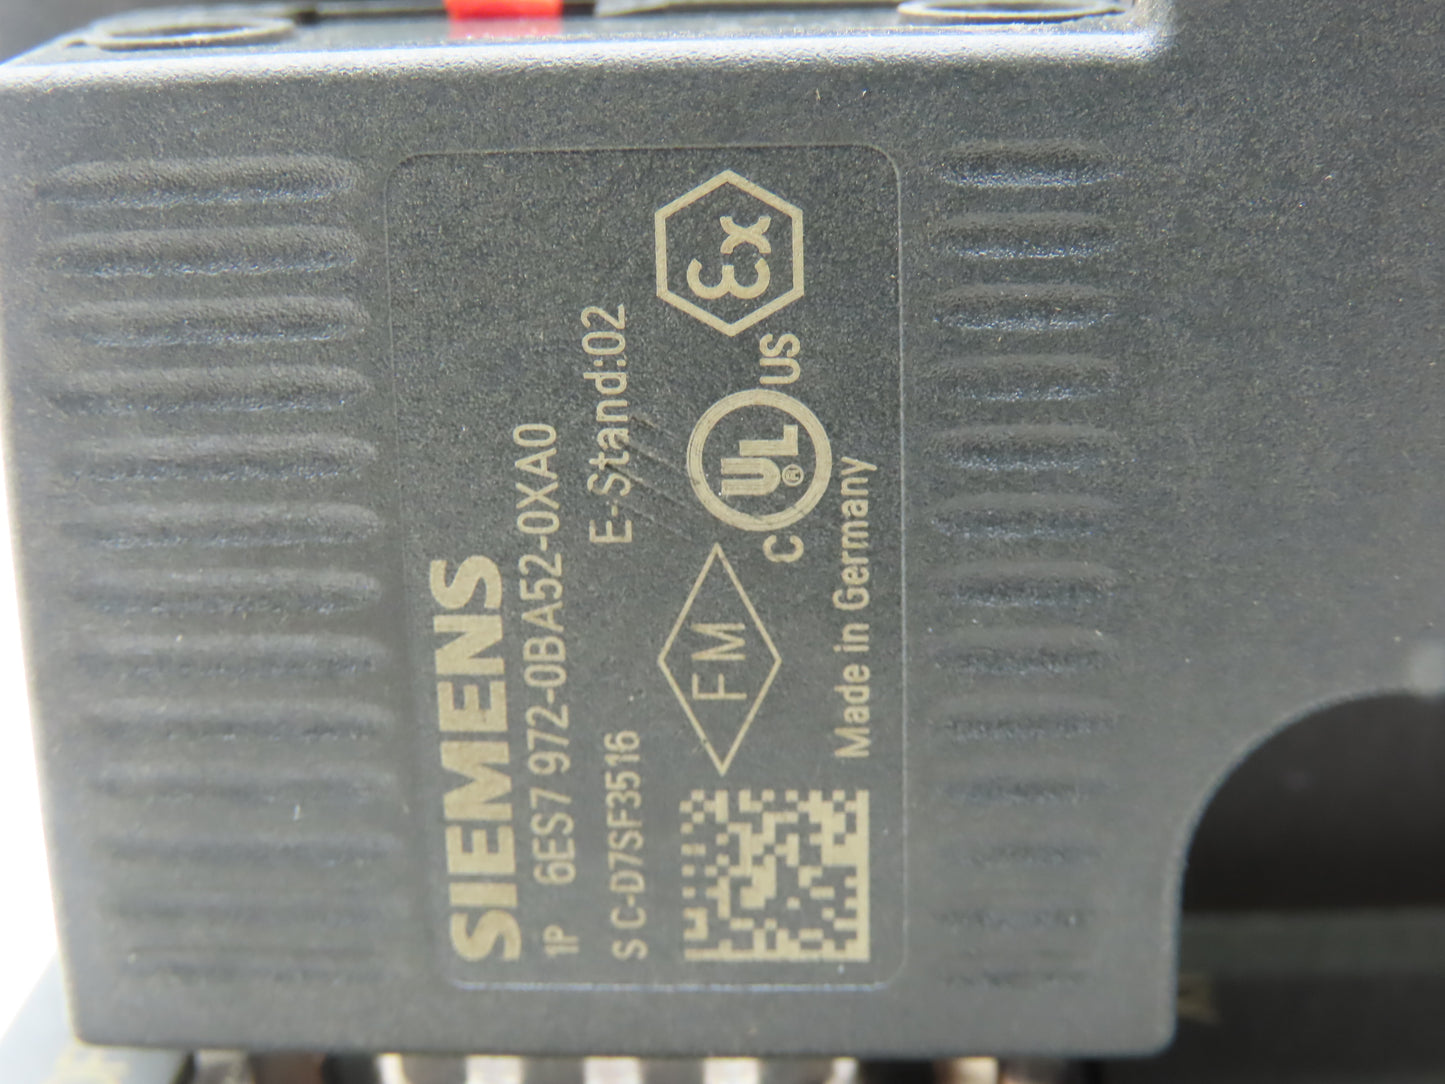 SIEMENS
1P 6ES7 972-0BA52-0XA0
S C-D7SF3516 E-Stand:02
FM C UL® US Ex
Made in Germany